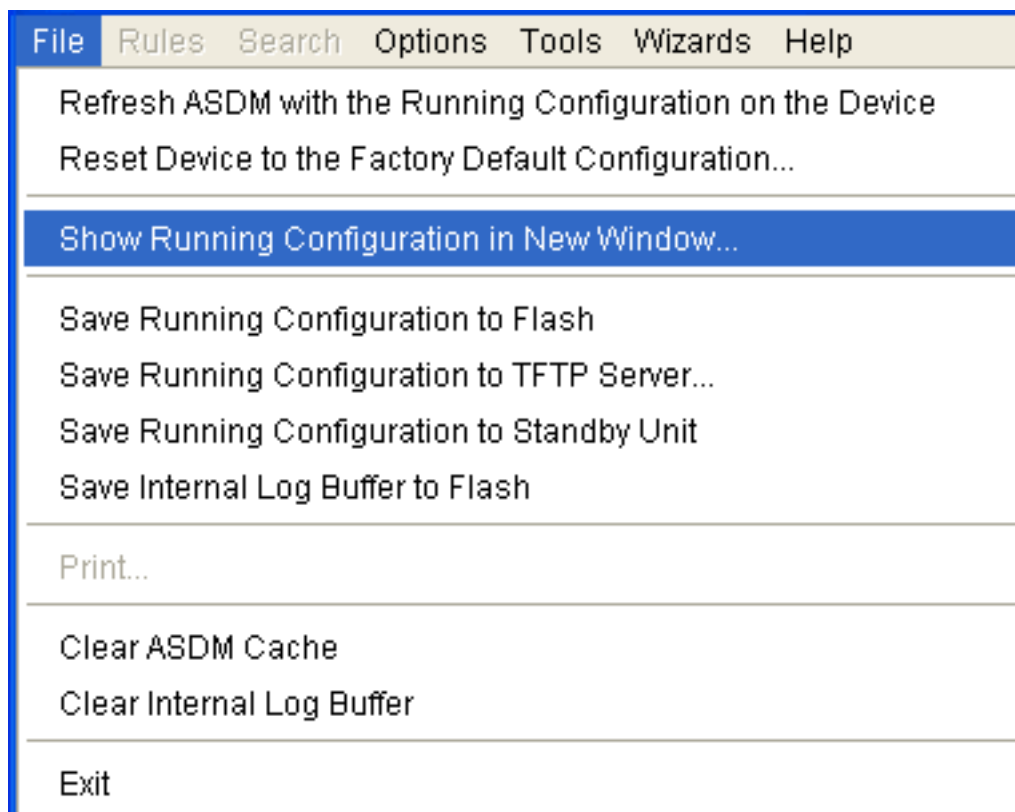 File Rules Search Options Tools Wizards Help
Refresh ASDM with the Running Configuration on the Device
Reset Device to the Factory Default Configuration...
Show Running Configuration in New Window...
Save Running Configuration to Flash
Save Running Configuration to TFTP Server...
Save Running Configuration to Standby Unit
Save Internal Log Buffer to Flash
Print...
Clear ASDM Cache
Clear Internal Log Buffer
Exit